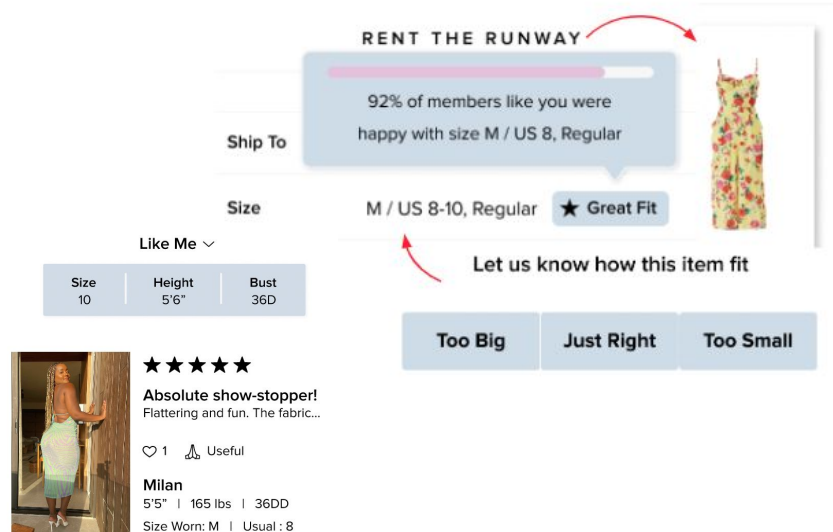 RENT THE RUNWAY
92% of members like you were
happy with size M / US 8, Regular
Ship To
Size
M / US 8-10, Regular
★ Great Fit
Let us know how this item fit
Too Big
Just Right
Too Small
Like Me
Size
10
Height
5'6”
Bust
36D
★★★★★
Absolute show-stopper!
Flattering and fun. The fabric...
1
Useful
Milan
5'5” | 165 lbs | 36DD
Size Worn: M | Usual : 8